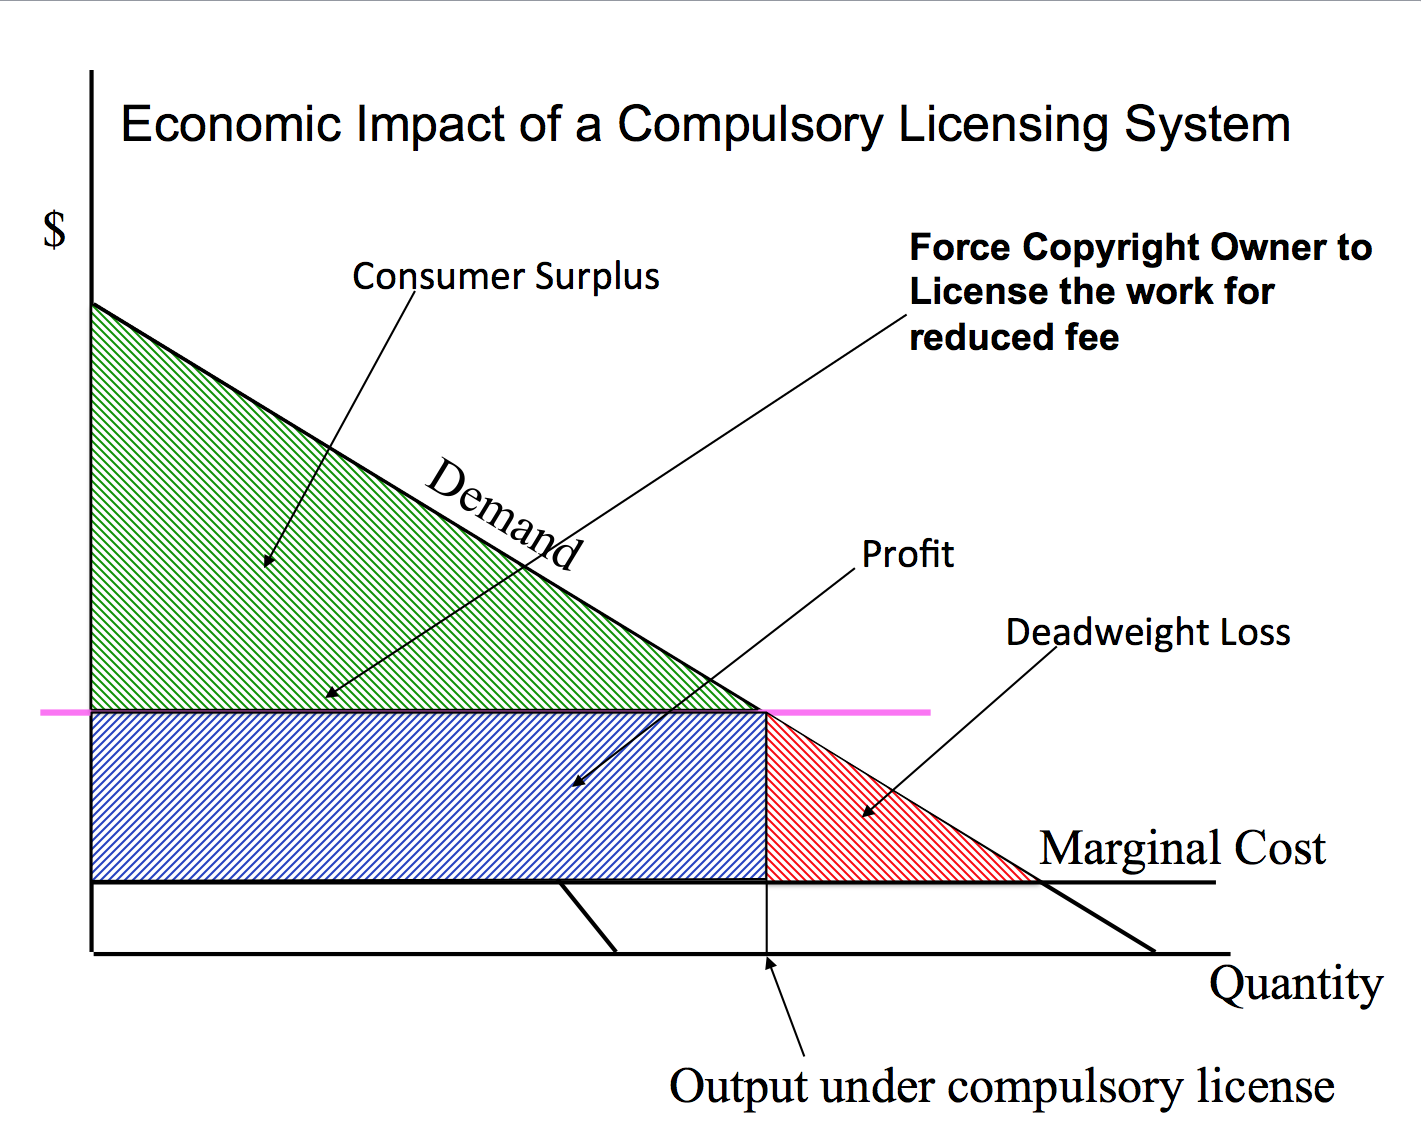 Economic Impact of a Compulsory Licensing System
$
Consumer Surplus
Force Copyright Owner to
License the work for
reduced fee
Demand
Profit
Deadweight Loss
Marginal Cost
Quantity
Output under compulsory license